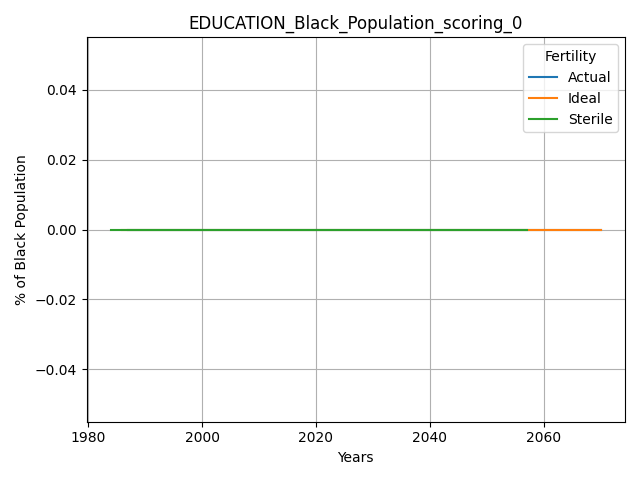 EDUCATION_Black_Population_scoring_0
Fertility
Actual
Ideal
Sterile
% of Black Population
0.04
0.02
0.00
−0.02
−0.04
1980 2000 2020 2040 2060
Years